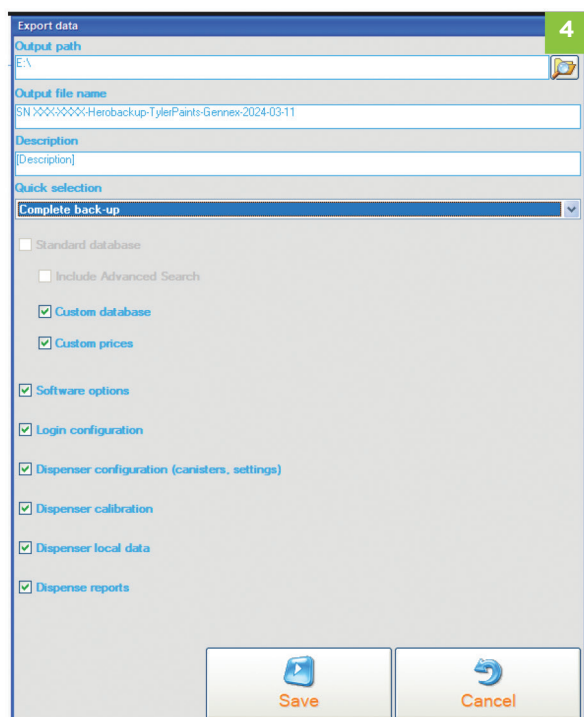 Export data
4
Output path
E:\
Output file name
SN XXX-XXXX-Herobackup-TylerPaints-Gennex-2024-03-11
Description
[Description]
Quick selection
Complete back-up
Standard database
Include Advanced Search
Custom database
Custom prices
Software options
Login configuration
Dispenser configuration (canisters, settings)
Dispenser calibration
Dispenser local data
Dispense reports
Save
Cancel